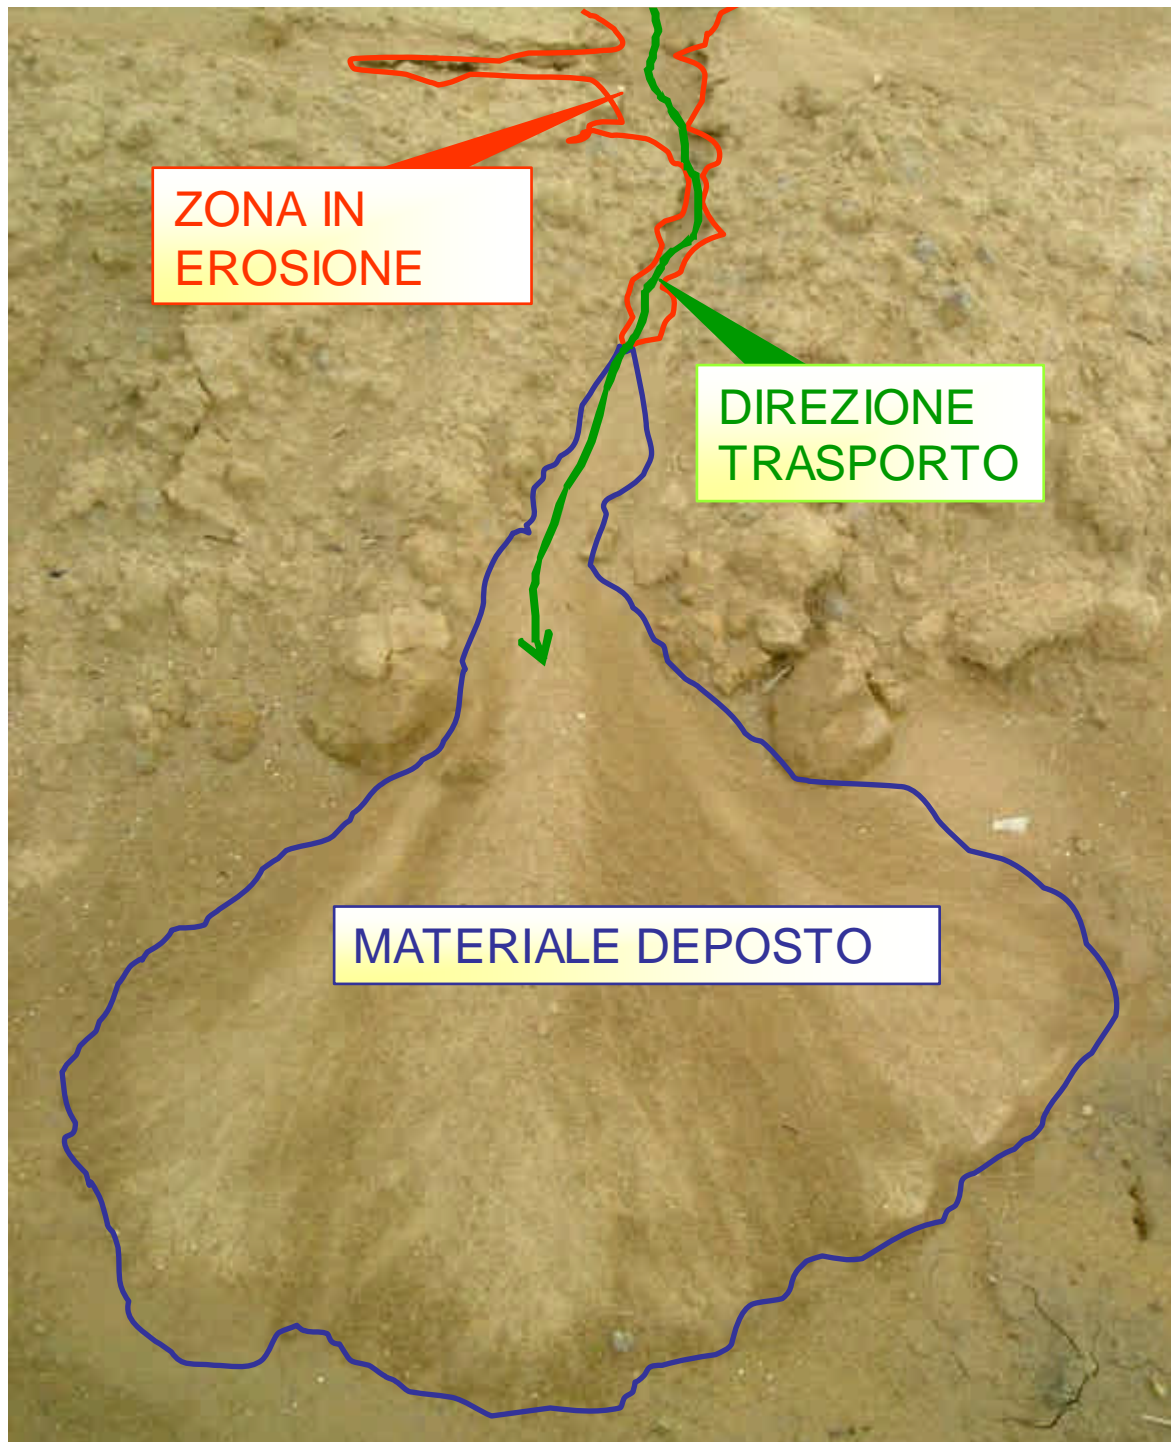 ZONA IN
EROSIONE
DIREZIONE
TRASPORTO
MATERIALE DEPOSTO